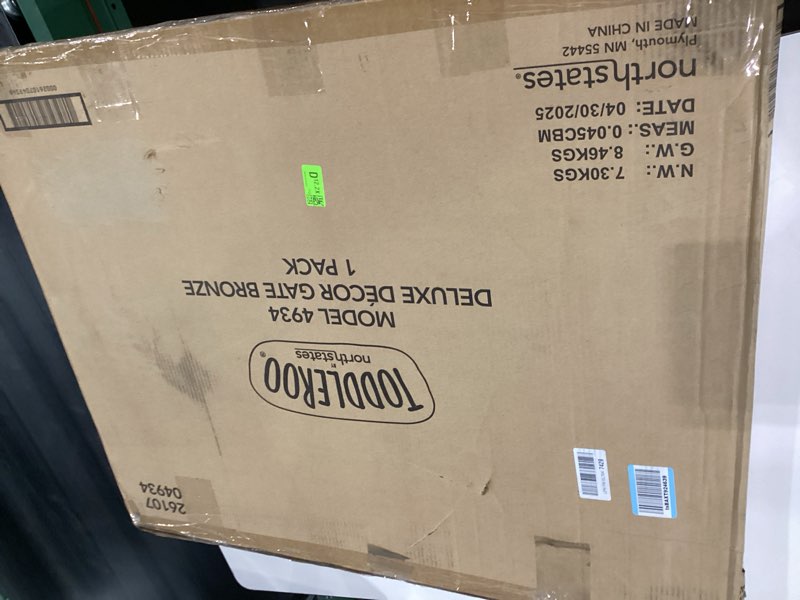 TODDLEROO®
BY
northstates
MODEL 4934
DELUXE DÉCOR GATE BRONZE
1 PACK
26107
04934
N.W.: 7.30KGS
G.W.: 8.46KGS
MEAS.: 0.045CBM
DATE: 04/30/2025
northstates®
Plymouth, MN 55442
MADE IN CHINA
D